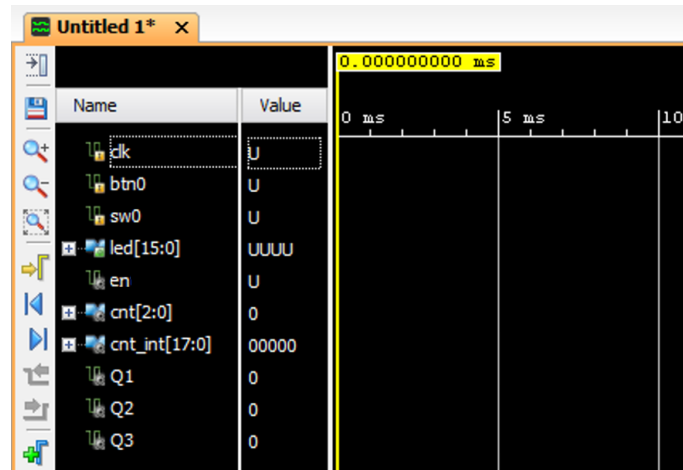 Untitled 1* X
0.000000000 ms
Name Value
0 ms 5 ms 10
clk U
btn0 U
sw0 U
led[15:0] UUUU
en U
cnt[2:0] 0
cnt_int[17:0] 00000
Q1 0
Q2 0
Q3 0